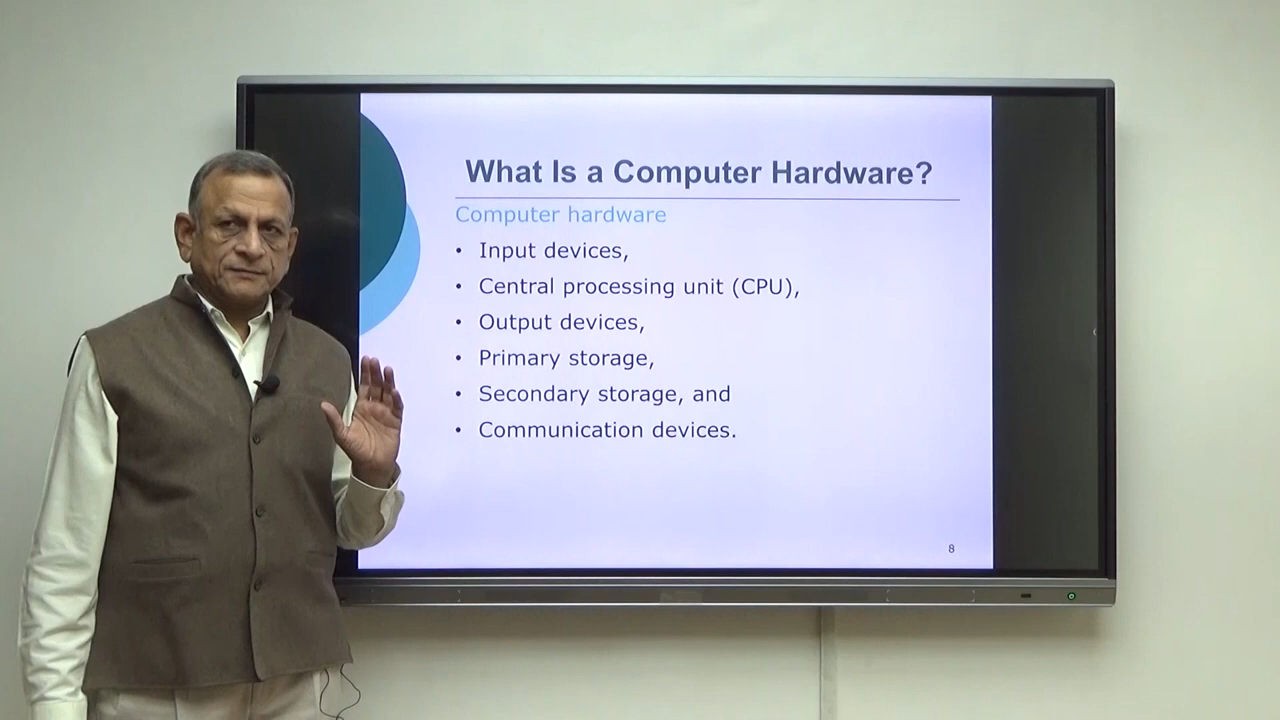 What Is a Computer Hardware?
Computer hardware
• Input devices,
• Central processing unit (CPU),
• Output devices,
• Primary storage,
• Secondary storage, and
• Communication devices.
8